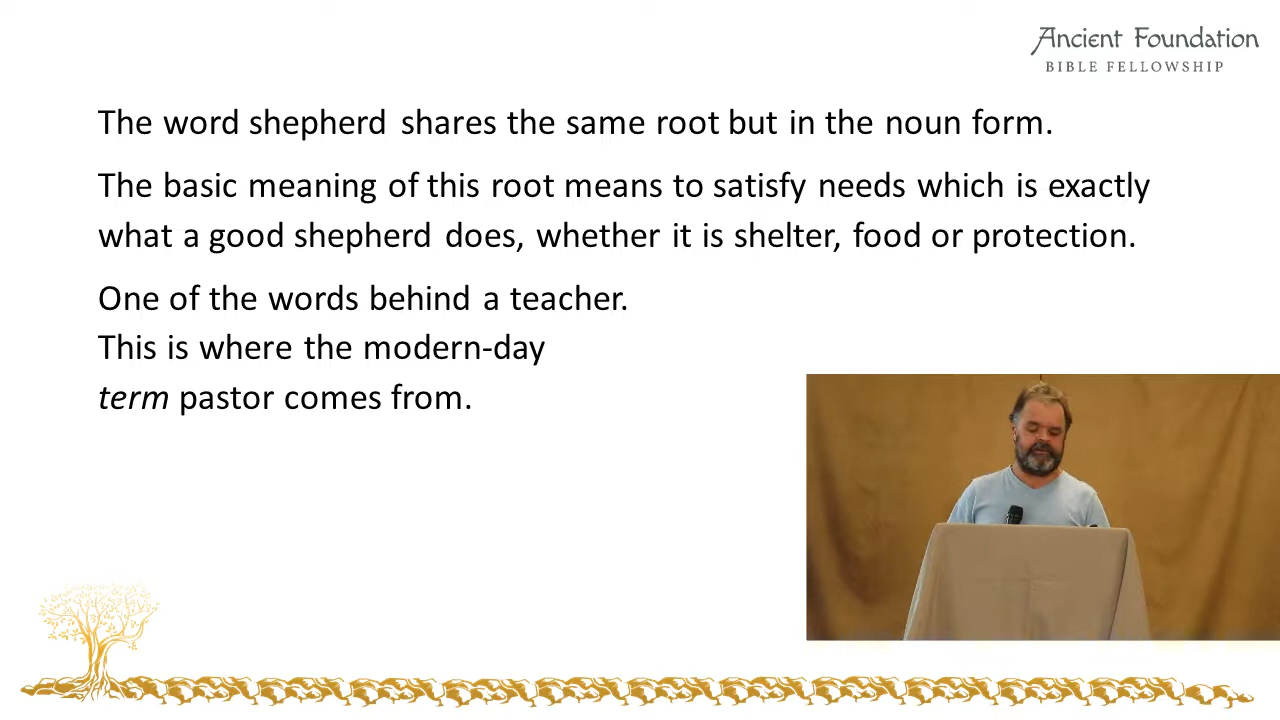 Ancient Foundation
BIBLE FELLOWSHIP
The word shepherd shares the same root but in the noun form.
The basic meaning of this root means to satisfy needs which is exactly
what a good shepherd does, whether it is shelter, food or protection.
One of the words behind a teacher.
This is where the modern-day
term pastor comes from.